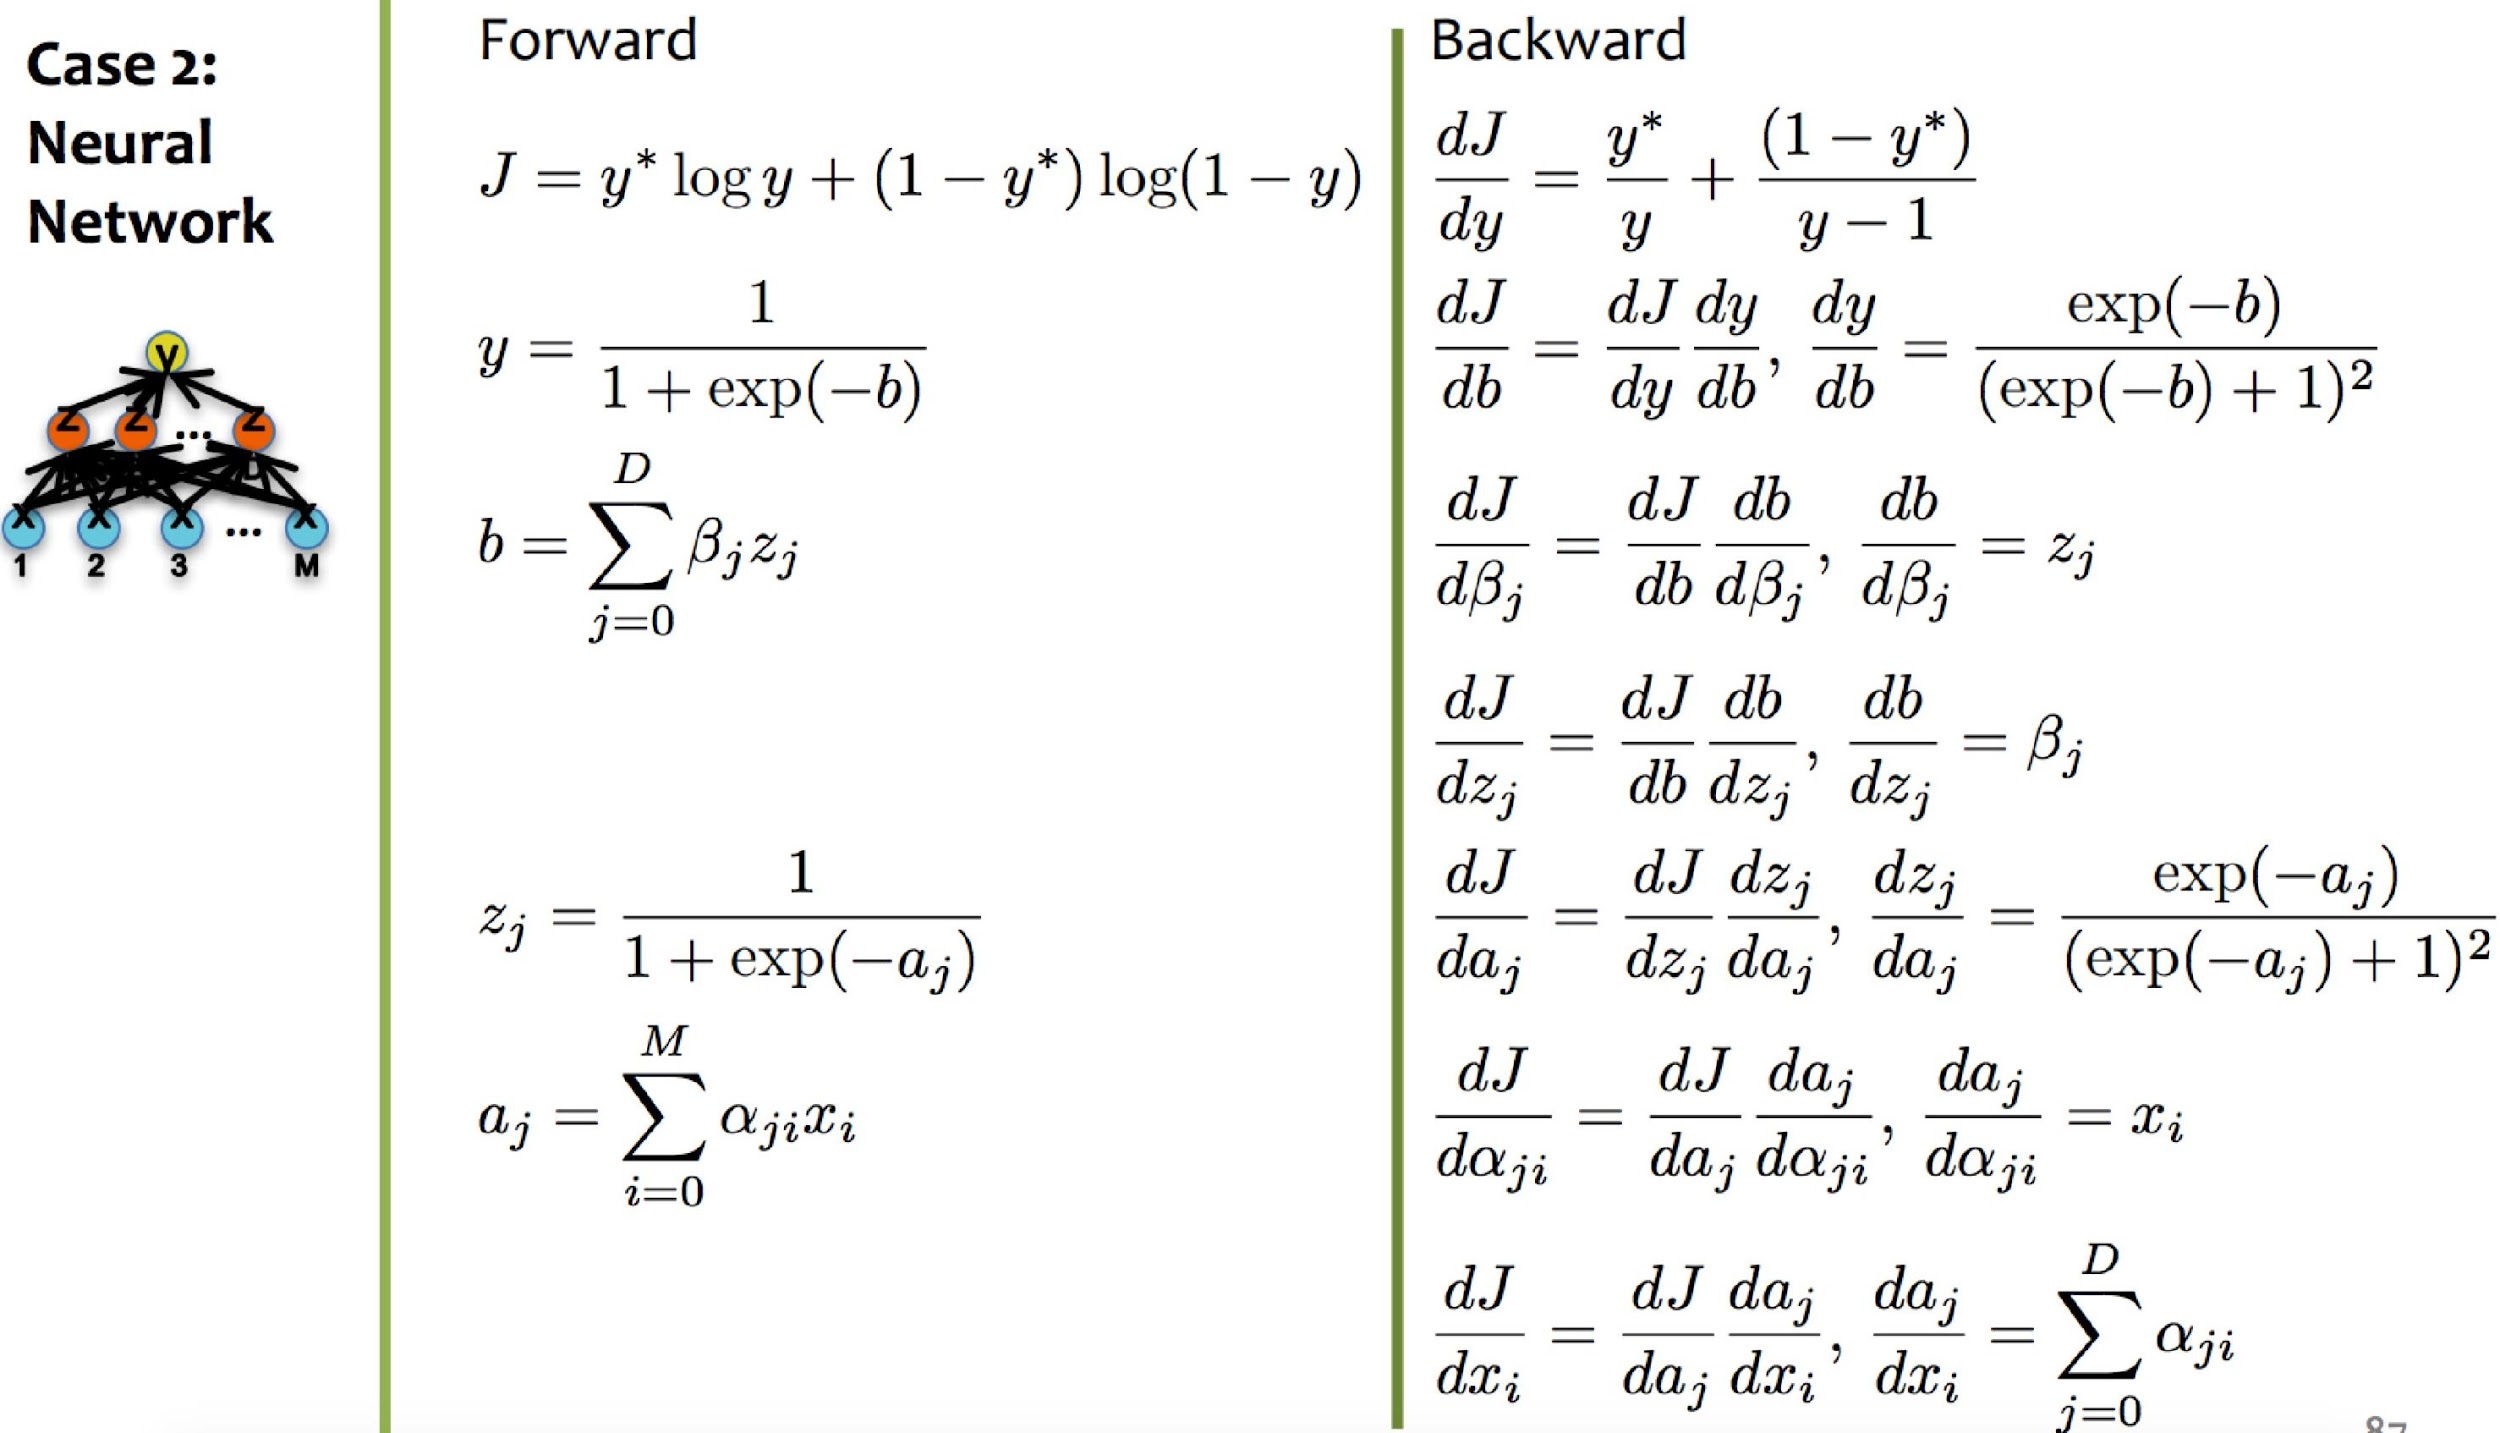 Case 2:
Neural
Network
y
z z ... z
D
x x x ... x
1 2 3 M
Forward
J = y* log y + (1 − y*) log(1 − y)
y = 1 / (1 + exp(−b))
b = ∑_{j=0}^{D} β_j z_j
z_j = 1 / (1 + exp(−a_j))
a_j = ∑_{i=0}^{M} α_{ji} x_i
Backward
dJ/dy = y*/y + (1 − y*)/(y − 1)
dJ/db = dJ/dy dy/db, dy/db = exp(−b)/(exp(−b) + 1)²
dJ/dβ_j = dJ/db db/dβ_j, db/dβ_j = z_j
dJ/dz_j = dJ/db db/dz_j, db/dz_j = β_j
dJ/da_j = dJ/dz_j dz_j/da_j, dz_j/da_j = exp(−a_j)/(exp(−a_j) + 1)²
dJ/dα_{ji} = dJ/da_j da_j/dα_{ji}, da_j/dα_{ji} = x_i
dJ/dx_i = dJ/da_j da_j/dx_i, da_j/dx_i = ∑_{j=0}^{D} α_{ji}